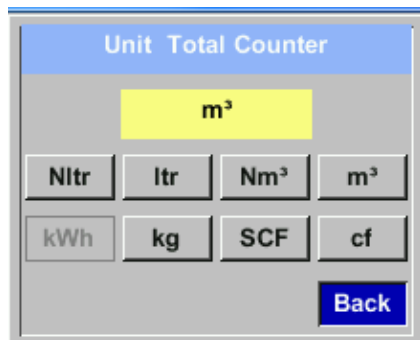 Unit Total Counter
m³
Nltr ltr Nm³ m³
kWh kg SCF cf
Back